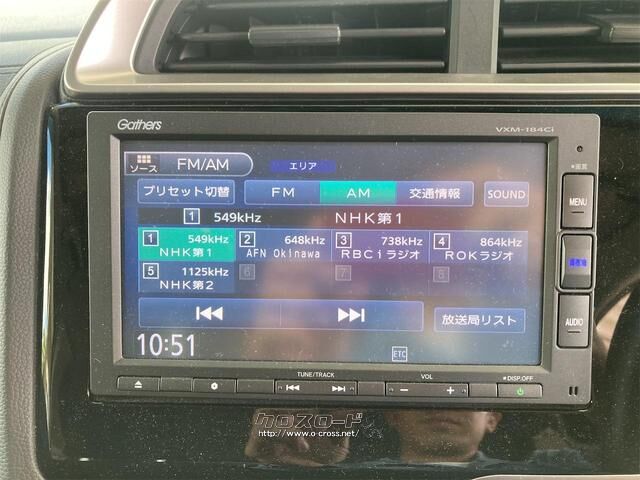 Gathers
VXM-184Ci
ソース
FM/AM
エリア
画質
プリセット切替
FM
AM
交通情報
SOUND
MENU
1 549kHz NHK第1
1 549kHz
NHK第1
2 648kHz
AFN Okinawa
3 738kHz
RBCiラジオ
4 864kHz
ROKラジオ
5 1125kHz
NHK第2
6
7
8
AUDIO
放送局リスト
10:51
ETC
TUNE/TRACK
VOL
DISP.OFF
− +
クロスロード
http://www.o-cross.net/